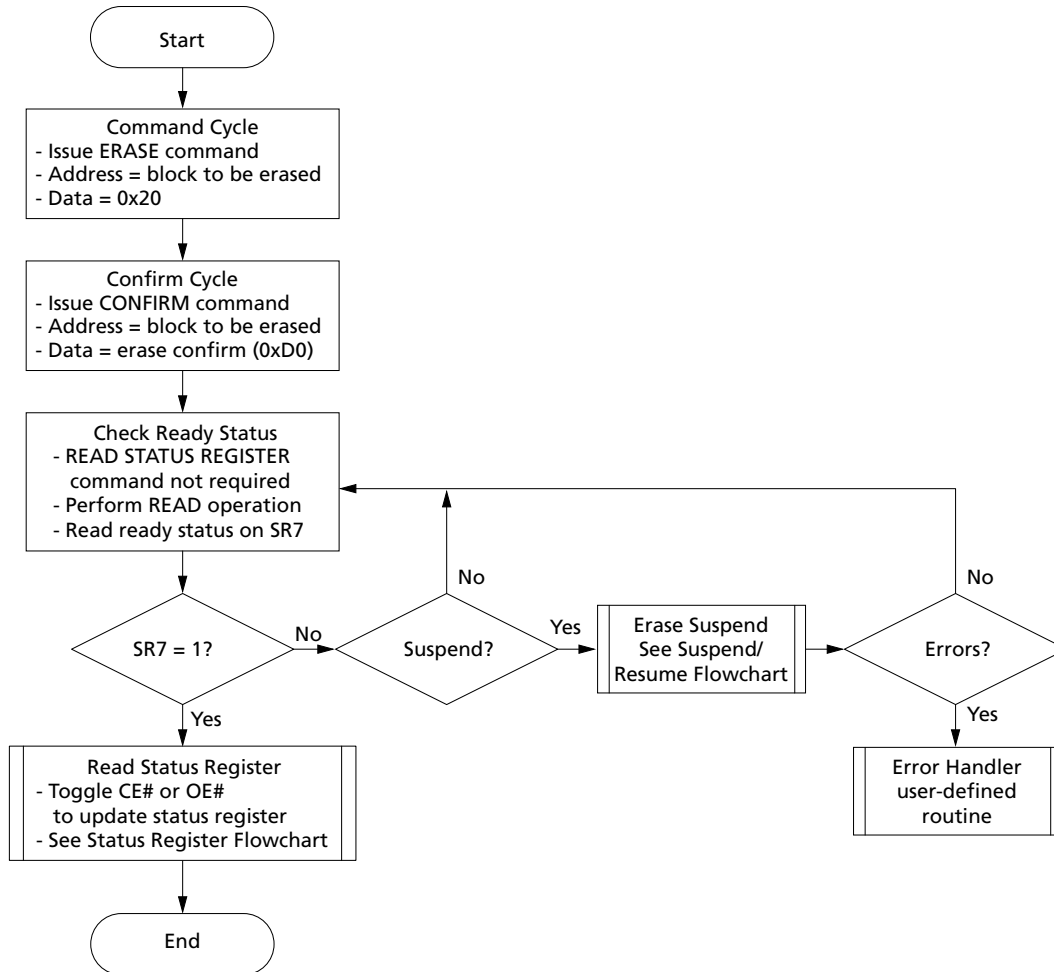 Start
Command Cycle
- Issue ERASE command
- Address = block to be erased
- Data = 0x20
Confirm Cycle
- Issue CONFIRM command
- Address = block to be erased
- Data = erase confirm (0xD0)
Check Ready Status
- READ STATUS REGISTER
command not required
- Perform READ operation
- Read ready status on SR7
No
No
SR7 = 1?
No
Suspend?
Yes
Erase Suspend
See Suspend/
Resume Flowchart
Errors?
Yes
Yes
Read Status Register
- Toggle CE# or OE#
to update status register
- See Status Register Flowchart
Error Handler
user-defined
routine
End